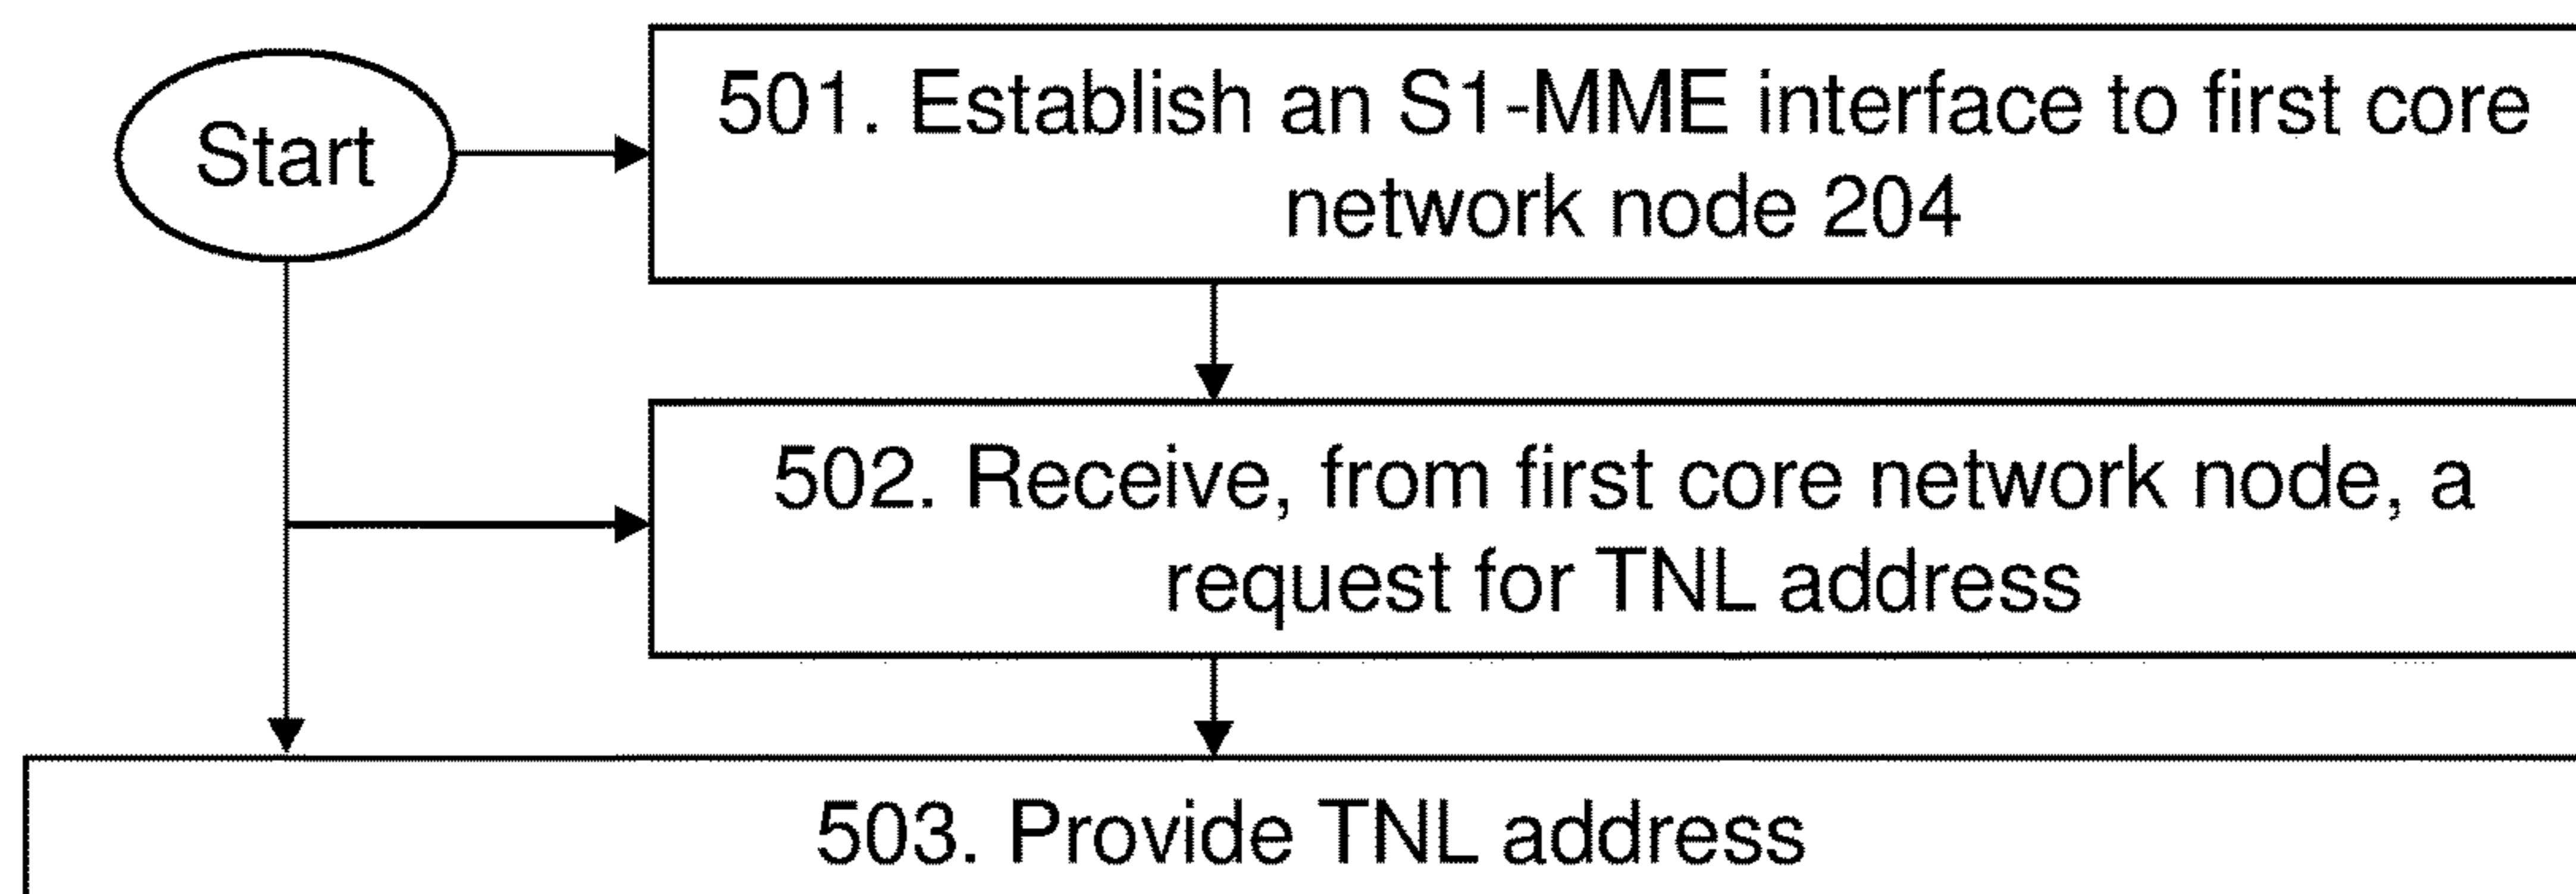 Start
501. Establish an S1-MME interface to first core
network node 204
502. Receive, from first core network node, a
request for TNL address
503. Provide TNL address